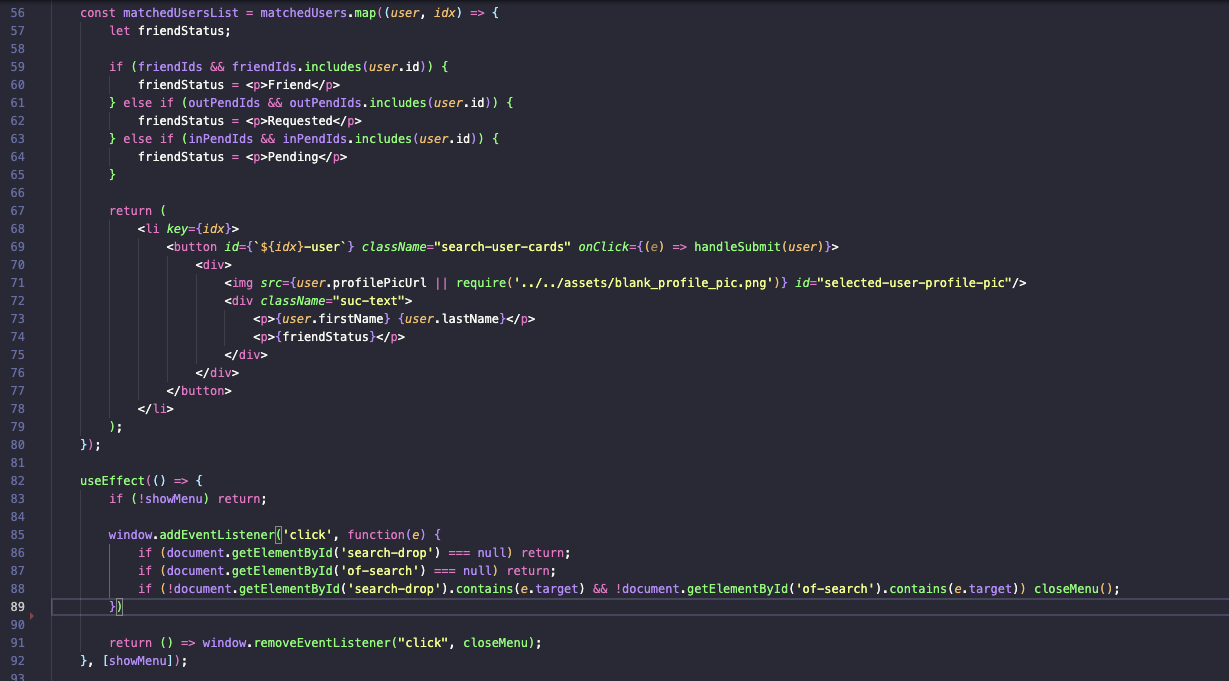 56 const matchedUsersList = matchedUsers.map((user, idx) => {
57 let friendStatus;
58
59 if (friendIds && friendIds.includes(user.id)) {
60 friendStatus = <p>Friend</p>
61 } else if (outPendIds && outPendIds.includes(user.id)) {
62 friendStatus = <p>Requested</p>
63 } else if (inPendIds && inPendIds.includes(user.id)) {
64 friendStatus = <p>Pending</p>
65 }
66
67 return (
68 <li key={idx}>
69 <button id={`${idx}-user`} className="search-user-cards" onClick={(e) => handleSubmit(user)}>
70 <div>
71 <img src={user.profilePicUrl || require('../../assets/blank_profile_pic.png')} id="selected-user-profile-pic"/>
72 <div className="suc-text">
73 <p>{user.firstName} {user.lastName}</p>
74 <p>{friendStatus}</p>
75 </div>
76 </div>
77 </button>
78 </li>
79 );
80 });
81
82 useEffect(() => {
83 if (!showMenu) return;
84
85 window.addEventListener('click', function(e) {
86 if (document.getElementById('search-drop') === null) return;
87 if (document.getElementById('of-search') === null) return;
88 if (!document.getElementById('search-drop').contains(e.target) && !document.getElementById('of-search').contains(e.target)) closeMenu();
89 })
90
91 return () => window.removeEventListener("click", closeMenu);
92 }, [showMenu]);
93